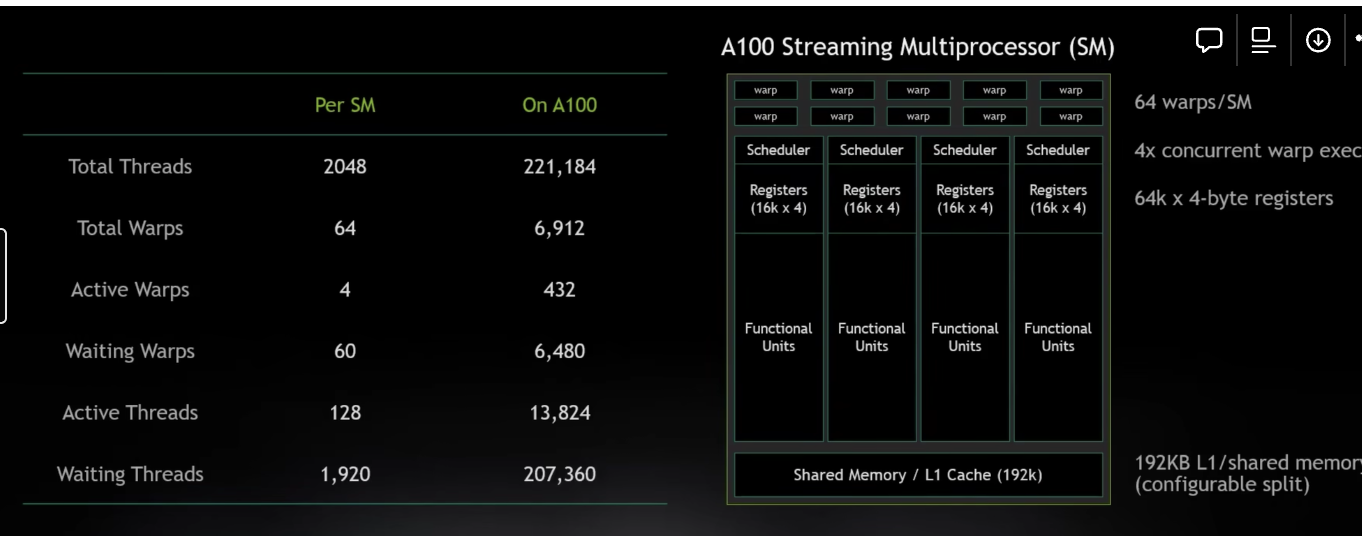 A100 Streaming Multiprocessor (SM)
Per SM On A100
Total Threads 2048 221,184
Total Warps 64 6,912
Active Warps 4 432
Waiting Warps 60 6,480
Active Threads 128 13,824
Waiting Threads 1,920 207,360
warp warp warp warp warp
warp warp warp warp warp
Scheduler Scheduler Scheduler Scheduler
Registers Registers Registers Registers
(16k x 4) (16k x 4) (16k x 4) (16k x 4)
Functional Functional Functional Functional
Units Units Units Units
Shared Memory / L1 Cache (192k)
64 warps/SM
4x concurrent warp exec
64k x 4-byte registers
192KB L1/shared memory
(configurable split)